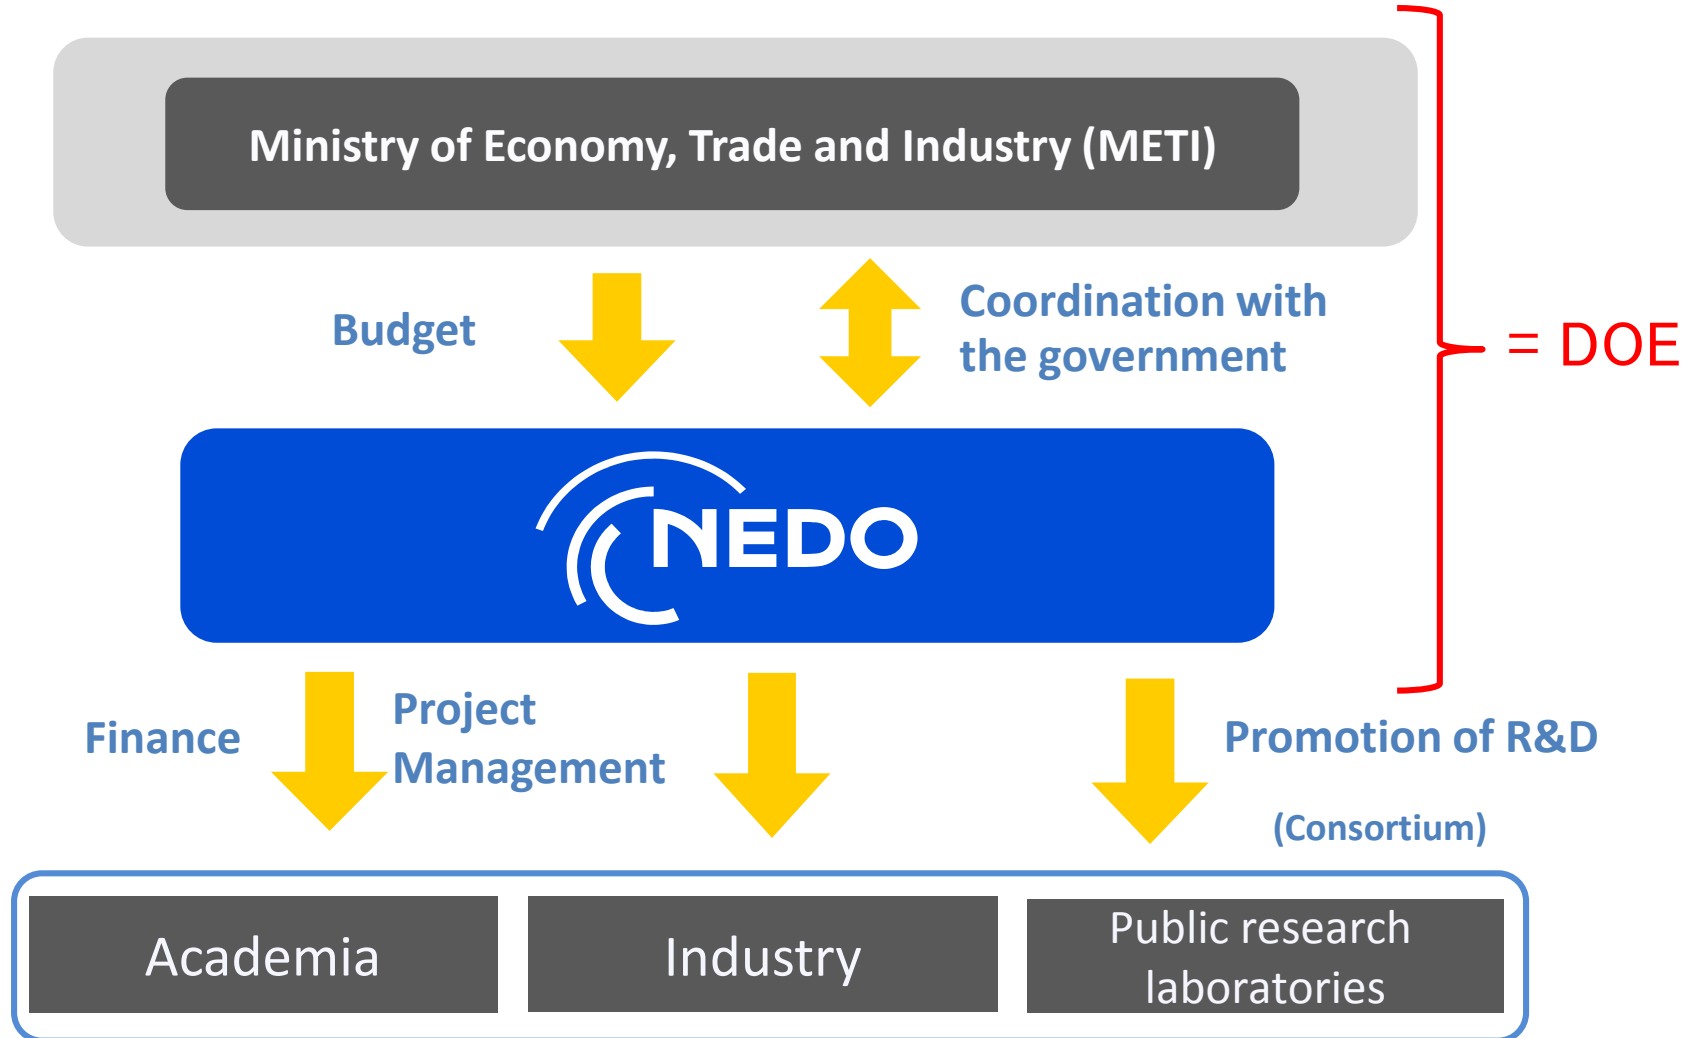 Ministry of Economy, Trade and Industry (METI)
Budget
Coordination with
the government
= DOE
NEDO
Finance
Project
Management
Promotion of R&D
(Consortium)
Academia
Industry
Public research
laboratories